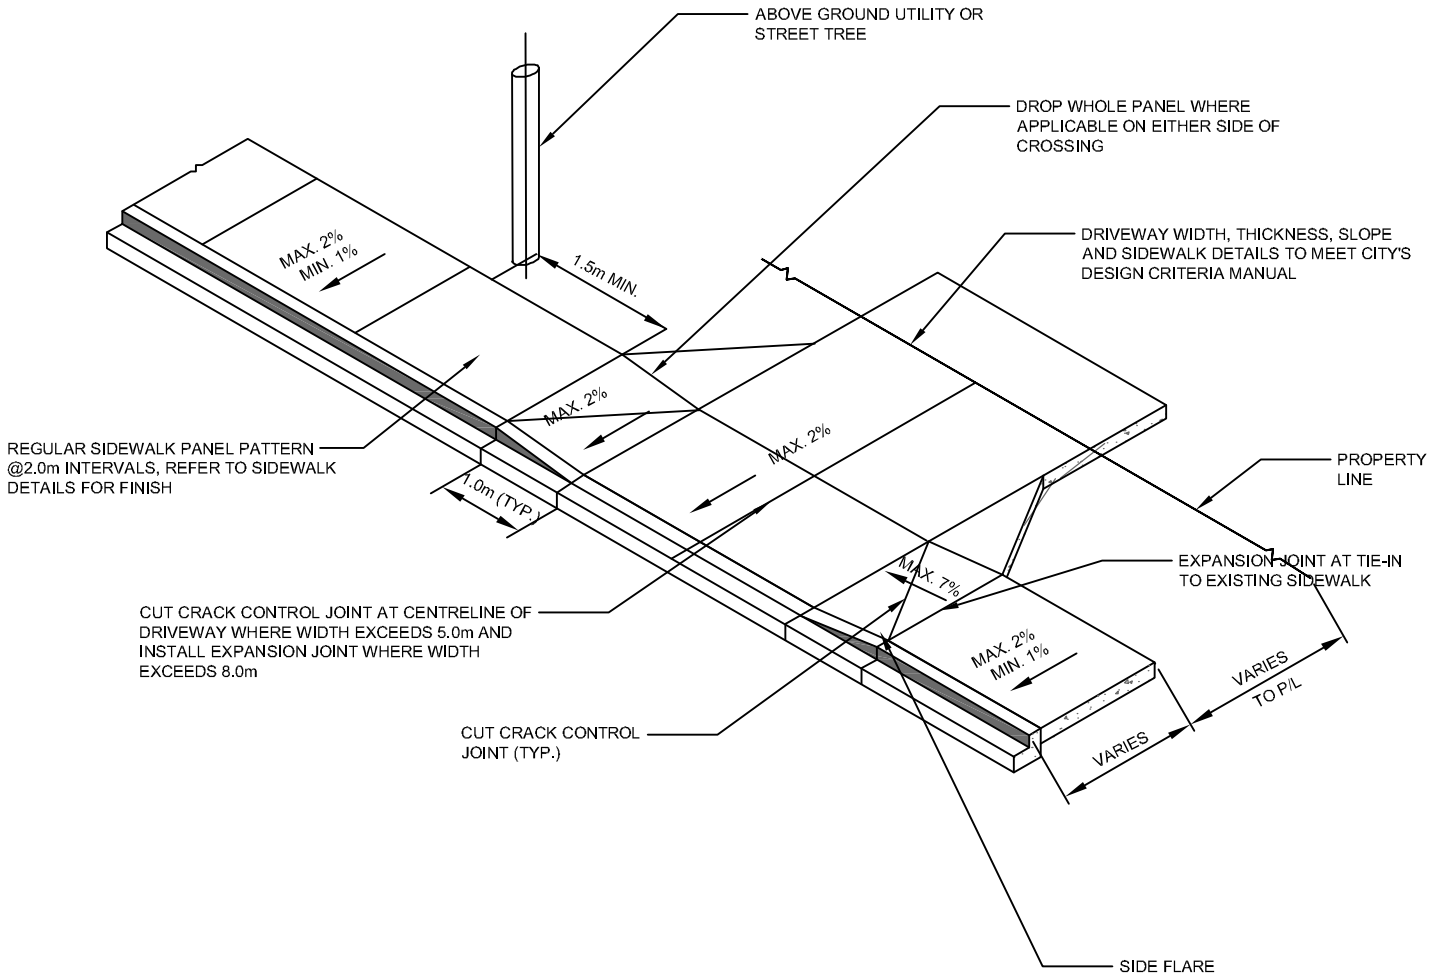 ABOVE GROUND UTILITY OR
STREET TREE
DROP WHOLE PANEL WHERE
APPLICABLE ON EITHER SIDE OF
CROSSING
DRIVEWAY WIDTH, THICKNESS, SLOPE
AND SIDEWALK DETAILS TO MEET CITY'S
DESIGN CRITERIA MANUAL
MAX. 2%
MIN. 1%
1.5m MIN.
MAX. 2%
MAX. 2%
REGULAR SIDEWALK PANEL PATTERN
@2.0m INTERVALS, REFER TO SIDEWALK
DETAILS FOR FINISH
1.0m (TYP.)
PROPERTY
LINE
EXPANSION JOINT AT TIE-IN
TO EXISTING SIDEWALK
MAX. 7%
CUT CRACK CONTROL JOINT AT CENTRELINE OF
DRIVEWAY WHERE WIDTH EXCEEDS 5.0m AND
INSTALL EXPANSION JOINT WHERE WIDTH
EXCEEDS 8.0m
MAX. 2%
MIN. 1%
VARIES
TO P/L
VARIES
CUT CRACK CONTROL
JOINT (TYP.)
SIDE FLARE